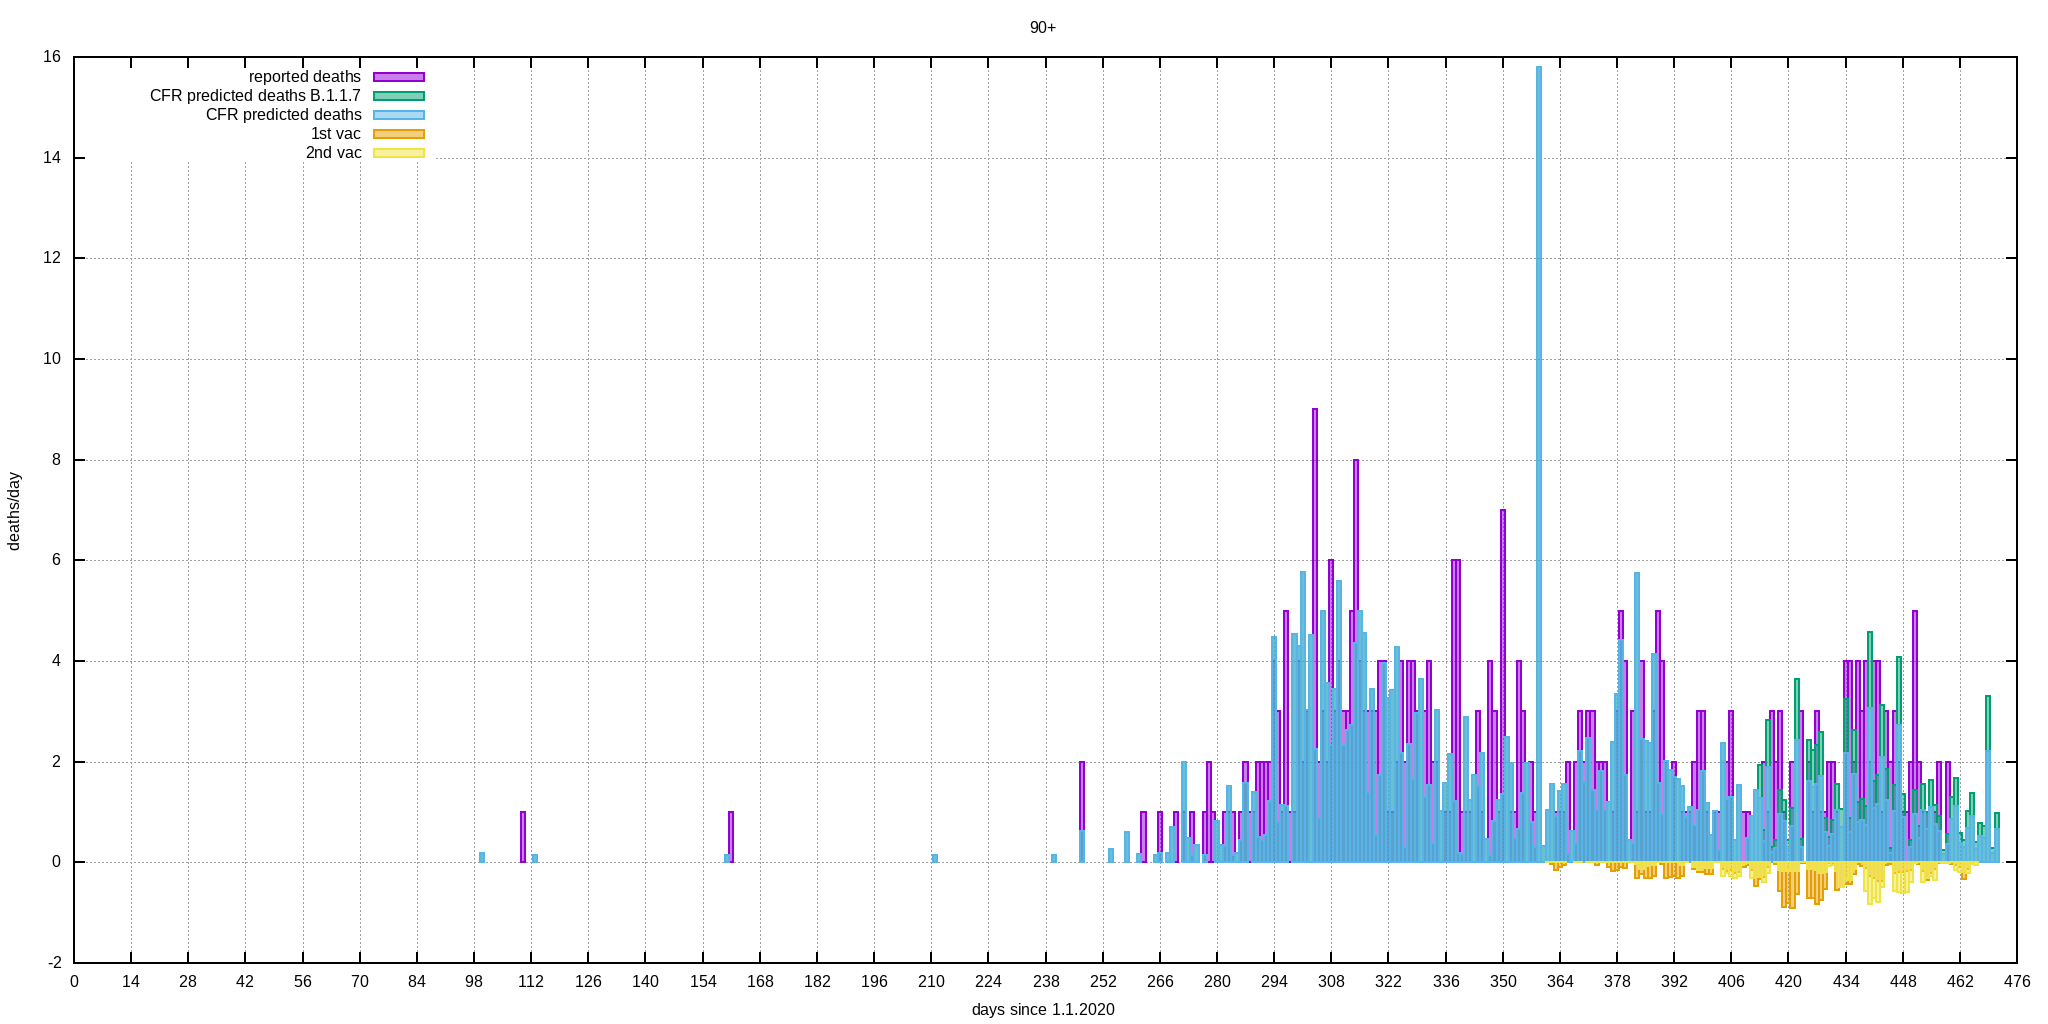 90+
reported deaths
CFR predicted deaths B.1.1.7
CFR predicted deaths
1st vac
2nd vac
16
14
12
10
8
6
4
2
0
-2
deaths/day
0 14 28 42 56 70 84 98 112 126 140 154 168 182 196 210 224 238 252 266 280 294 308 322 336 350 364 378 392 406 420 434 448 462 476
days since 1.1.2020